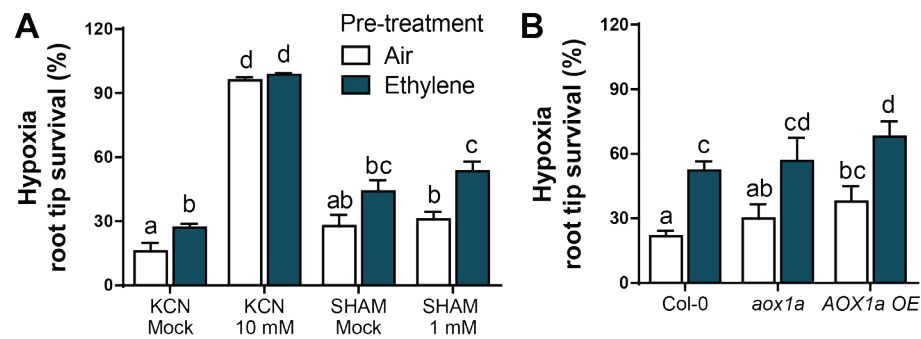 A
Pre-treatment
Air
Ethylene
Hypoxia
root tip survival (%)
120
90
60
30
0
a
b
d
d
ab
bc
b
c
KCN
Mock
KCN
10 mM
SHAM
Mock
SHAM
1 mM
B
Hypoxia
root tip survival (%)
120
90
60
30
0
a
c
ab
cd
bc
d
Col-0
aox1a
AOX1a OE